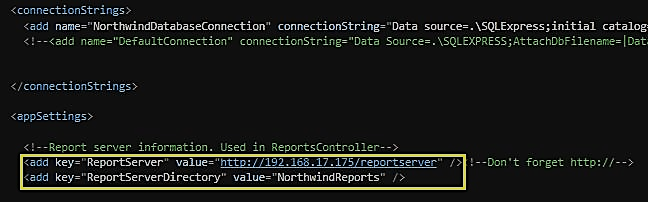 <connectionStrings>
<add name="NorthwindDatabaseConnection" connectionString="Data source=.\SQLExpress;initial catalog=
<!--<add name="DefaultConnection" connectionString="Data Source=.\SQLEXPRESS;AttachDbFilename=|Data
</connectionStrings>
<appSettings>
<!--Report server information. Used in ReportsController-->
<add key="ReportServer" value="http://192.168.17.175/reportserver" /><!--Don't forget http://-->
<add key="ReportServerDirectory" value="NorthwindReports" />